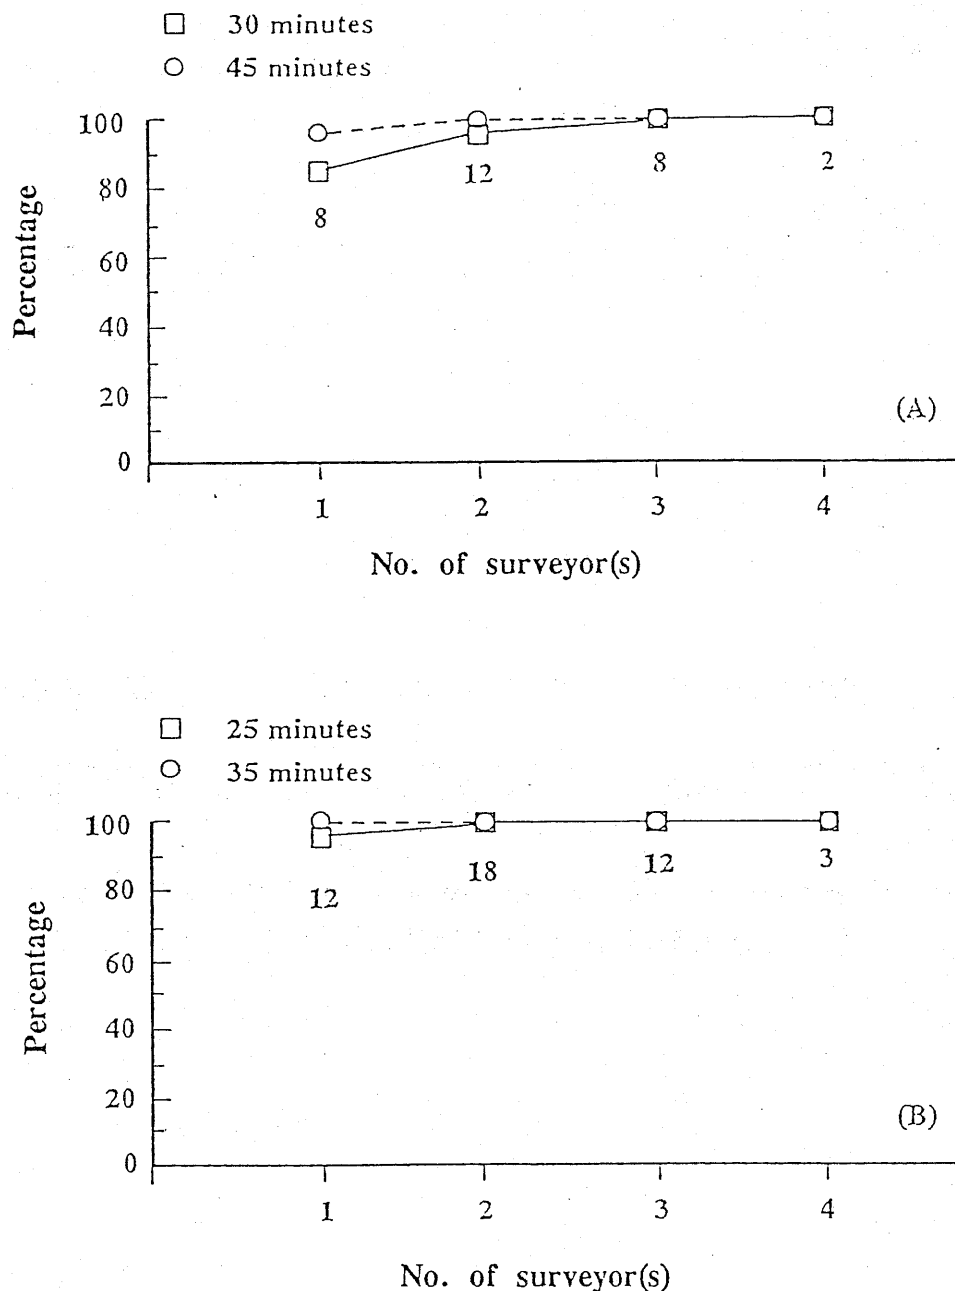 30 minutes
45 minutes
100
80
60
40
20
0
Percentage
8
12
8
2
(A)
1 2 3 4
No. of surveyor(s)
25 minutes
35 minutes
100
80
60
40
20
0
Percentage
12
18
12
3
(B)
1 2 3 4
No. of surveyor(s)